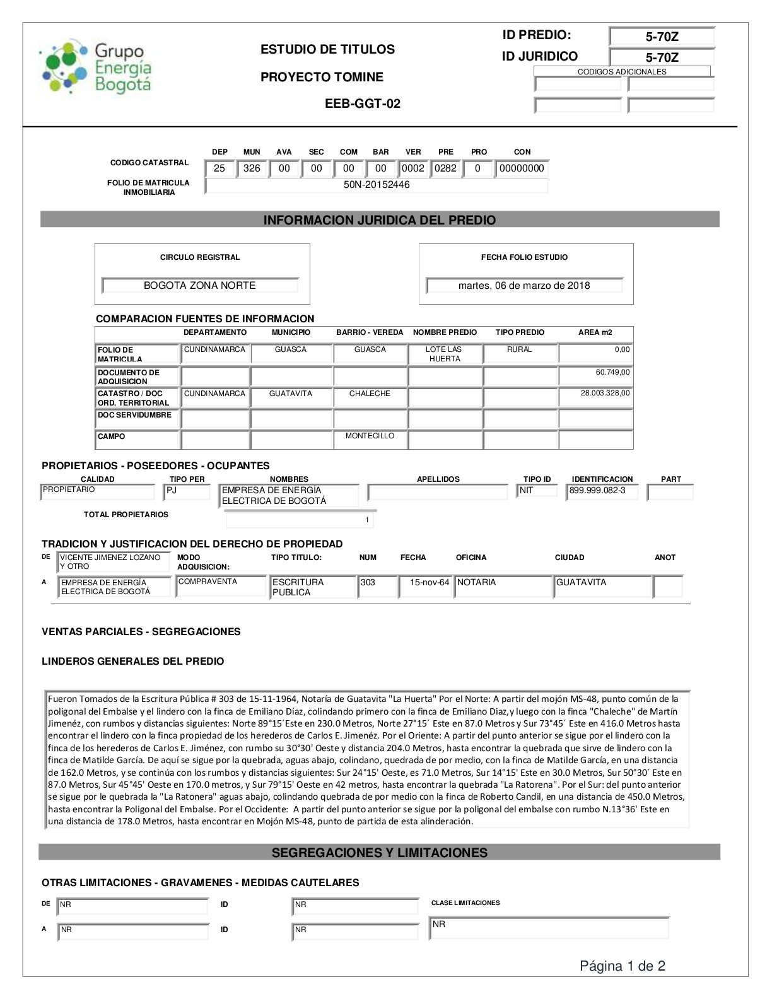 Grupo
Energía
Bogotá
ESTUDIO DE TITULOS
PROYECTO TOMINE
EEB-GGT-02
ID PREDIO: 5-70Z
ID JURIDICO 5-70Z
CODIGOS ADICIONALES
DEP MUN AVA SEC COM BAR VER PRE PRO CON
CODIGO CATASTRAL 25 326 00 00 00 00 0002 0282 0 00000000
FOLIO DE MATRICULA
INMOBILIARIA
50N-20152446
INFORMACION JURIDICA DEL PREDIO
CIRCULO REGISTRAL
BOGOTA ZONA NORTE
FECHA FOLIO ESTUDIO
martes, 06 de marzo de 2018
COMPARACION FUENTES DE INFORMACION
DEPARTAMENTO MUNICIPIO BARRIO - VEREDA NOMBRE PREDIO TIPO PREDIO AREA m2
FOLIO DE CUNDINAMARCA GUASCA GUASCA LOTE LAS RURAL 0,00
MATRICULA HUERTA
DOCUMENTO DE 60.749,00
ADQUISICION
CATASTRO / DOC CUNDINAMARCA GUATAVITA CHALECHE 28.003.328,00
ORD. TERRITORIAL
DOC SERVIDUMBRE
CAMPO MONTECILLO
PROPIETARIOS - POSEEDORES - OCUPANTES
CALIDAD TIPO PER NOMBRES APELLIDOS TIPO ID IDENTIFICACION PART
PROPIETARIO PJ EMPRESA DE ENERGÍA NIT 899.999.082-3
ELECTRICA DE BOGOTÁ
TOTAL PROPIETARIOS 1
TRADICION Y JUSTIFICACION DEL DERECHO DE PROPIEDAD
DE VICENTE JIMENEZ LOZANO MODO TIPO TITULO: NUM FECHA OFICINA CIUDAD ANOT
Y OTRO ADQUISICION:
A EMPRESA DE ENERGÍA COMPRAVENTA ESCRITURA 303 15-nov-64 NOTARIA GUATAVITA
ELECTRICA DE BOGOTÁ PUBLICA
VENTAS PARCIALES - SEGREGACIONES
LINDEROS GENERALES DEL PREDIO
Fueron Tomados de la Escritura Pública # 303 de 15-11-1964, Notaría de Guatavita "La Huerta" Por el Norte: A partir del mojón MS-48, punto común de la
poligonal del Embalse y el lindero con la finca de Emiliano Díaz, colindando primero con la finca de Emiliano Diaz,y luego con la finca "Chaleche" de Martín
Jimenéz, con rumbos y distancias siguientes: Norte 89°15´Este en 230.0 Metros, Norte 27°15´ Este en 87.0 Metros y Sur 73°45´ Este en 416.0 Metros hasta
encontrar el lindero con la finca propiedad de los herederos de Carlos E. Jimenéz. Por el Oriente: A partir del punto anterior se sigue por el lindero con la
finca de los herederos de Carlos E. Jiménez, con rumbo su 30°30' Oeste y distancia 204.0 Metros, hasta encontrar la quebrada que sirve de lindero con la
finca de Matilde García. De aquí se sigue por la quebrada, aguas abajo, colindano, quedrada de por medio, con la finca de Matilde García, en una distancia
de 162.0 Metros, y se continúa con los rumbos y distancias siguientes: Sur 24°15' Oeste, es 71.0 Metros, Sur 14°15' Este en 30.0 Metros, Sur 50°30´ Este en
87.0 Metros, Sur 45°45' Oeste en 170.0 metros, y Sur 79°15' Oeste en 42 metros, hasta encontrar la quebrada "La Ratorena". Por el Sur: del punto anterior
se sigue por le quebrada la "La Ratonera" aguas abajo, colindando quebrada de por medio con la finca de Roberto Candil, en una distancia de 450.0 Metros,
hasta encontrar la Poligonal del Embalse. Por el Occidente: A partir del punto anterior se sigue por la poligonal del embalse con rumbo N.13°36' Este en
una distancia de 178.0 Metros, hasta encontrar en Mojón MS-48, punto de partida de esta alinderación.
SEGREGACIONES Y LIMITACIONES
OTRAS LIMITACIONES - GRAVAMENES - MEDIDAS CAUTELARES
DE NR ID NR CLASE LIMITACIONES
A NR ID NR NR
Página 1 de 2